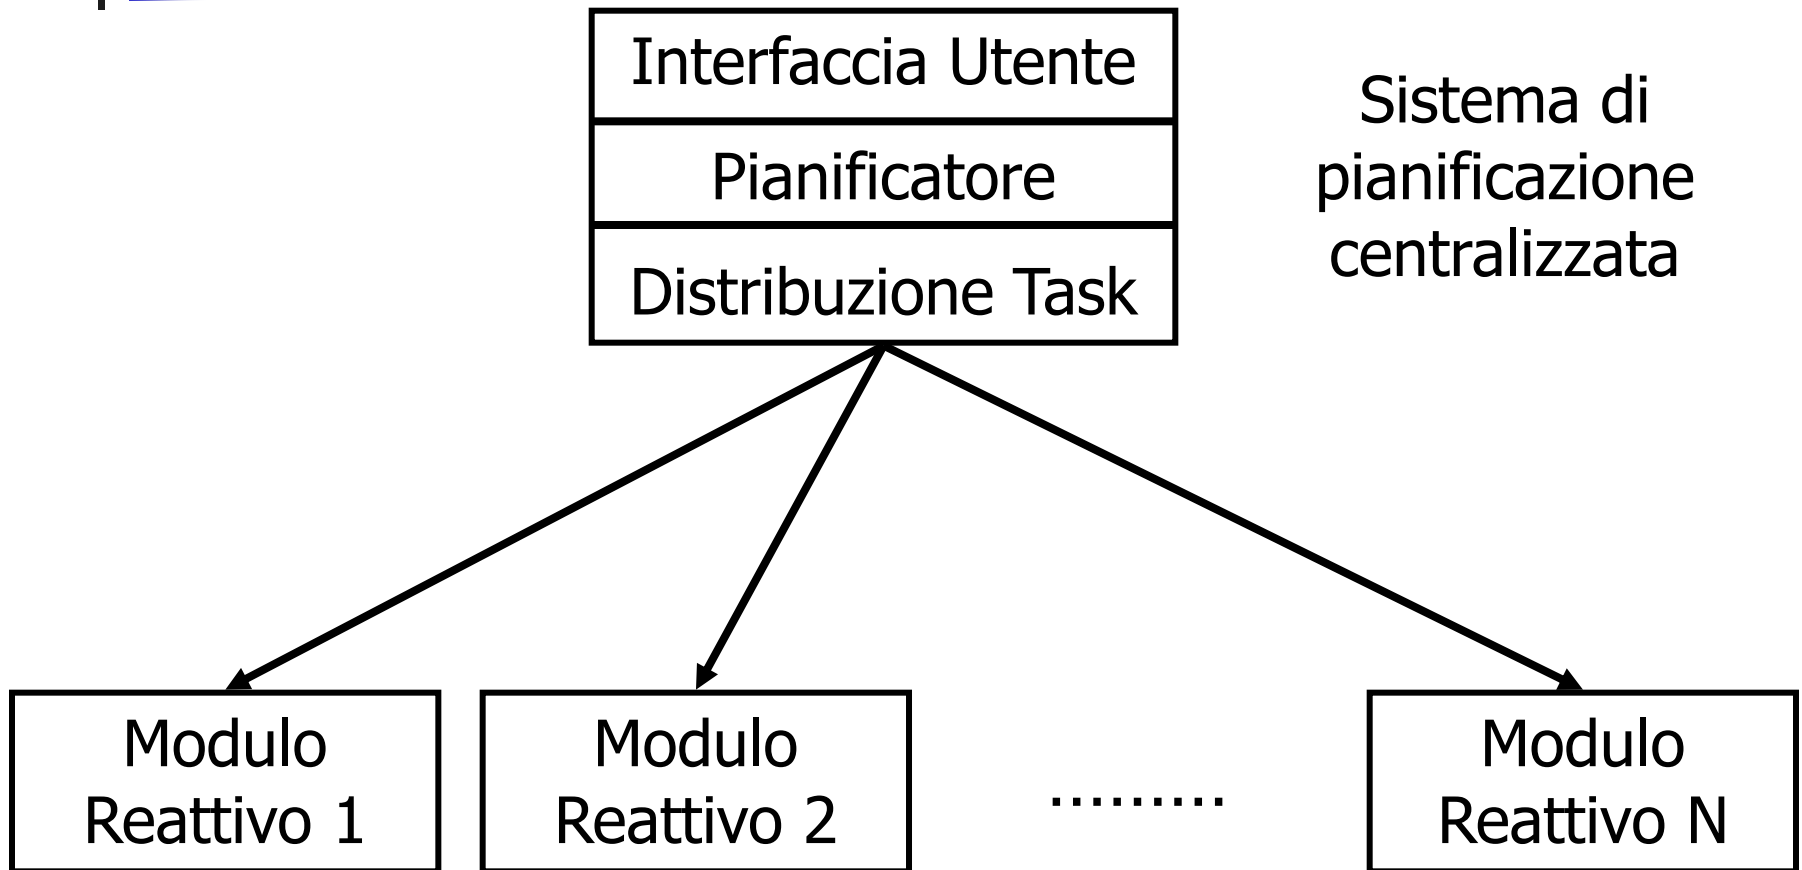 Interfaccia Utente
Pianificatore
Distribuzione Task
Sistema di
pianificazione
centralizzata
Modulo
Reattivo 1
Modulo
Reattivo 2
.........
Modulo
Reattivo N